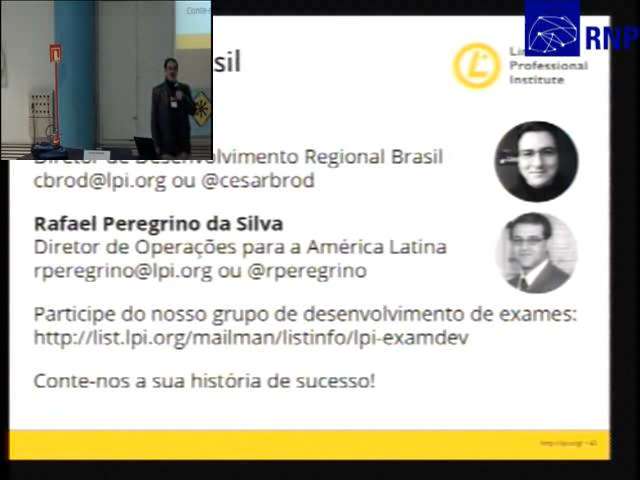 Conte-
sil
Professional
Institute
RNP
Diretor de Desenvolvimento Regional Brasil
cbrod@lpi.org ou @cesarbrod
Rafael Peregrino da Silva
Diretor de Operações para a América Latina
rperegrino@lpi.org ou @rperegrino
Participe do nosso grupo de desenvolvimento de exames:
http://list.lpi.org/mailman/listinfo/lpi-examdev
Conte-nos a sua história de sucesso!